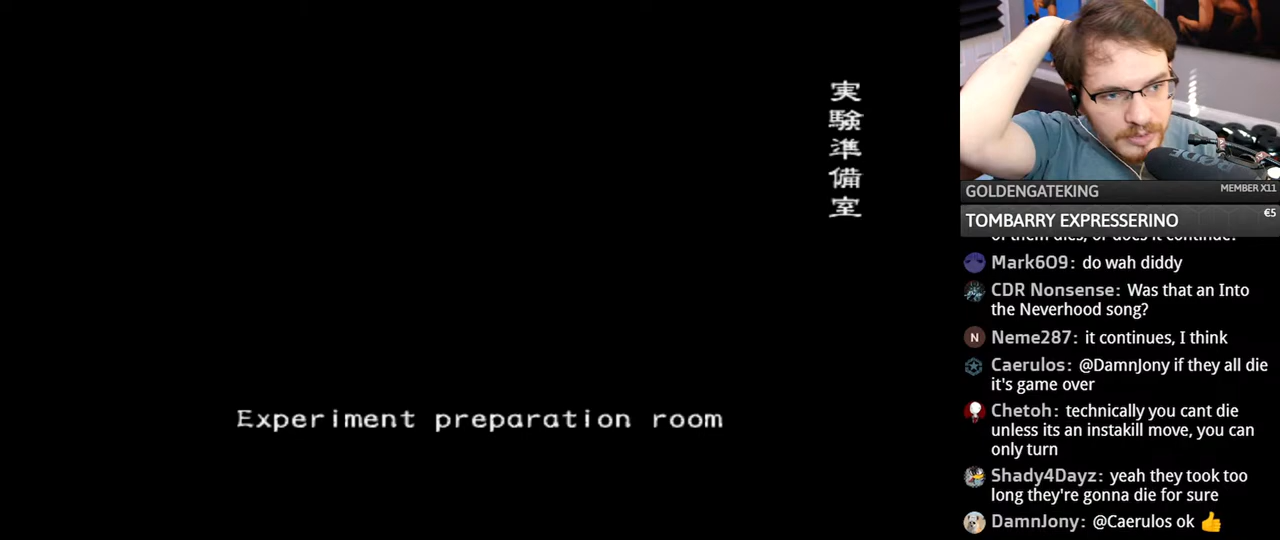 実験準備室
Experiment preparation room
RØDE
GOLDENGATEKING
MEMBER X11
TOMBARRY EXPRESSERINO
€5
of them dies, or does it continue?
Mark6O9: do wah diddy
CDR Nonsense: Was that an Into
the Neverhood song?
N
Neme287: it continues, I think
Caerulos: @DamnJony if they all die
it's game over
Chetoh: technically you cant die
unless its an instakill move, you can
only turn
Shady4Dayz: yeah they took too
long they're gonna die for sure
DamnJony: @Caerulos ok 👍